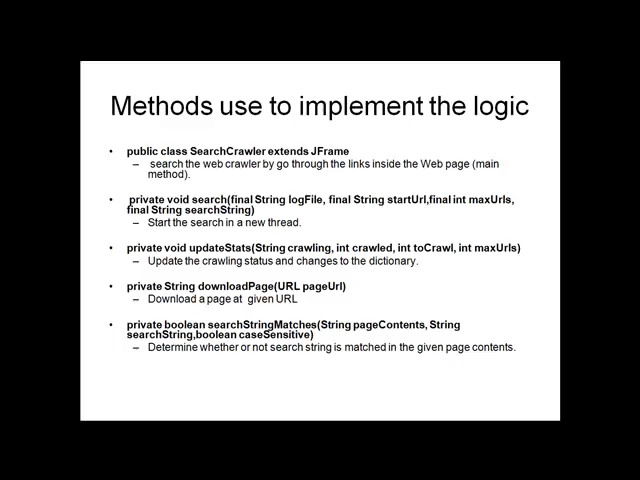 Methods use to implement the logic
• public class SearchCrawler extends JFrame
– search the web crawler by go through the links inside the Web page (main
method).
• private void search(final String logFile, final String startUrl,final int maxUrls,
final String searchString)
– Start the search in a new thread.
• private void updateStats(String crawling, int crawled, int toCrawl, int maxUrls)
– Update the crawling status and changes to the dictionary.
• private String downloadPage(URL pageUrl)
– Download a page at given URL
• private boolean searchStringMatches(String pageContents, String
searchString,boolean caseSensitive)
– Determine whether or not search string is matched in the given page contents.